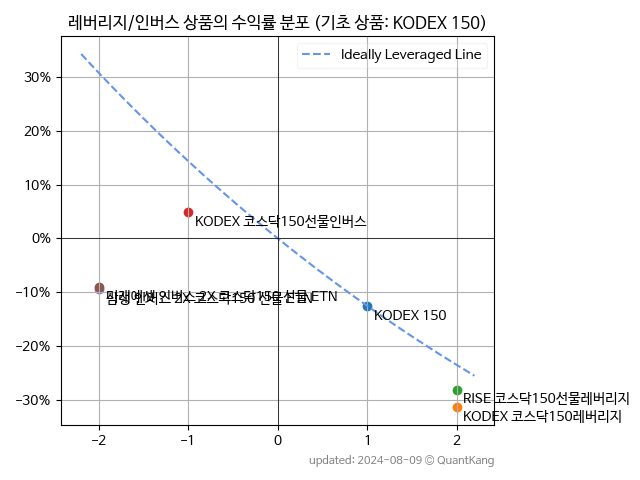 레버리지/인버스 상품의 수익률 분포 (기초 상품: KODEX 150)
Ideally Leveraged Line
30%
20%
10%
0%
−10%
−20%
−30%
KODEX 코스닥150선물인버스
ETN
KODEX 150
RISE 코스닥150선물레버리지
KODEX 코스닥150레버리지
−2
−1
0
1
2
updated: 2024-08-09 © QuantKang